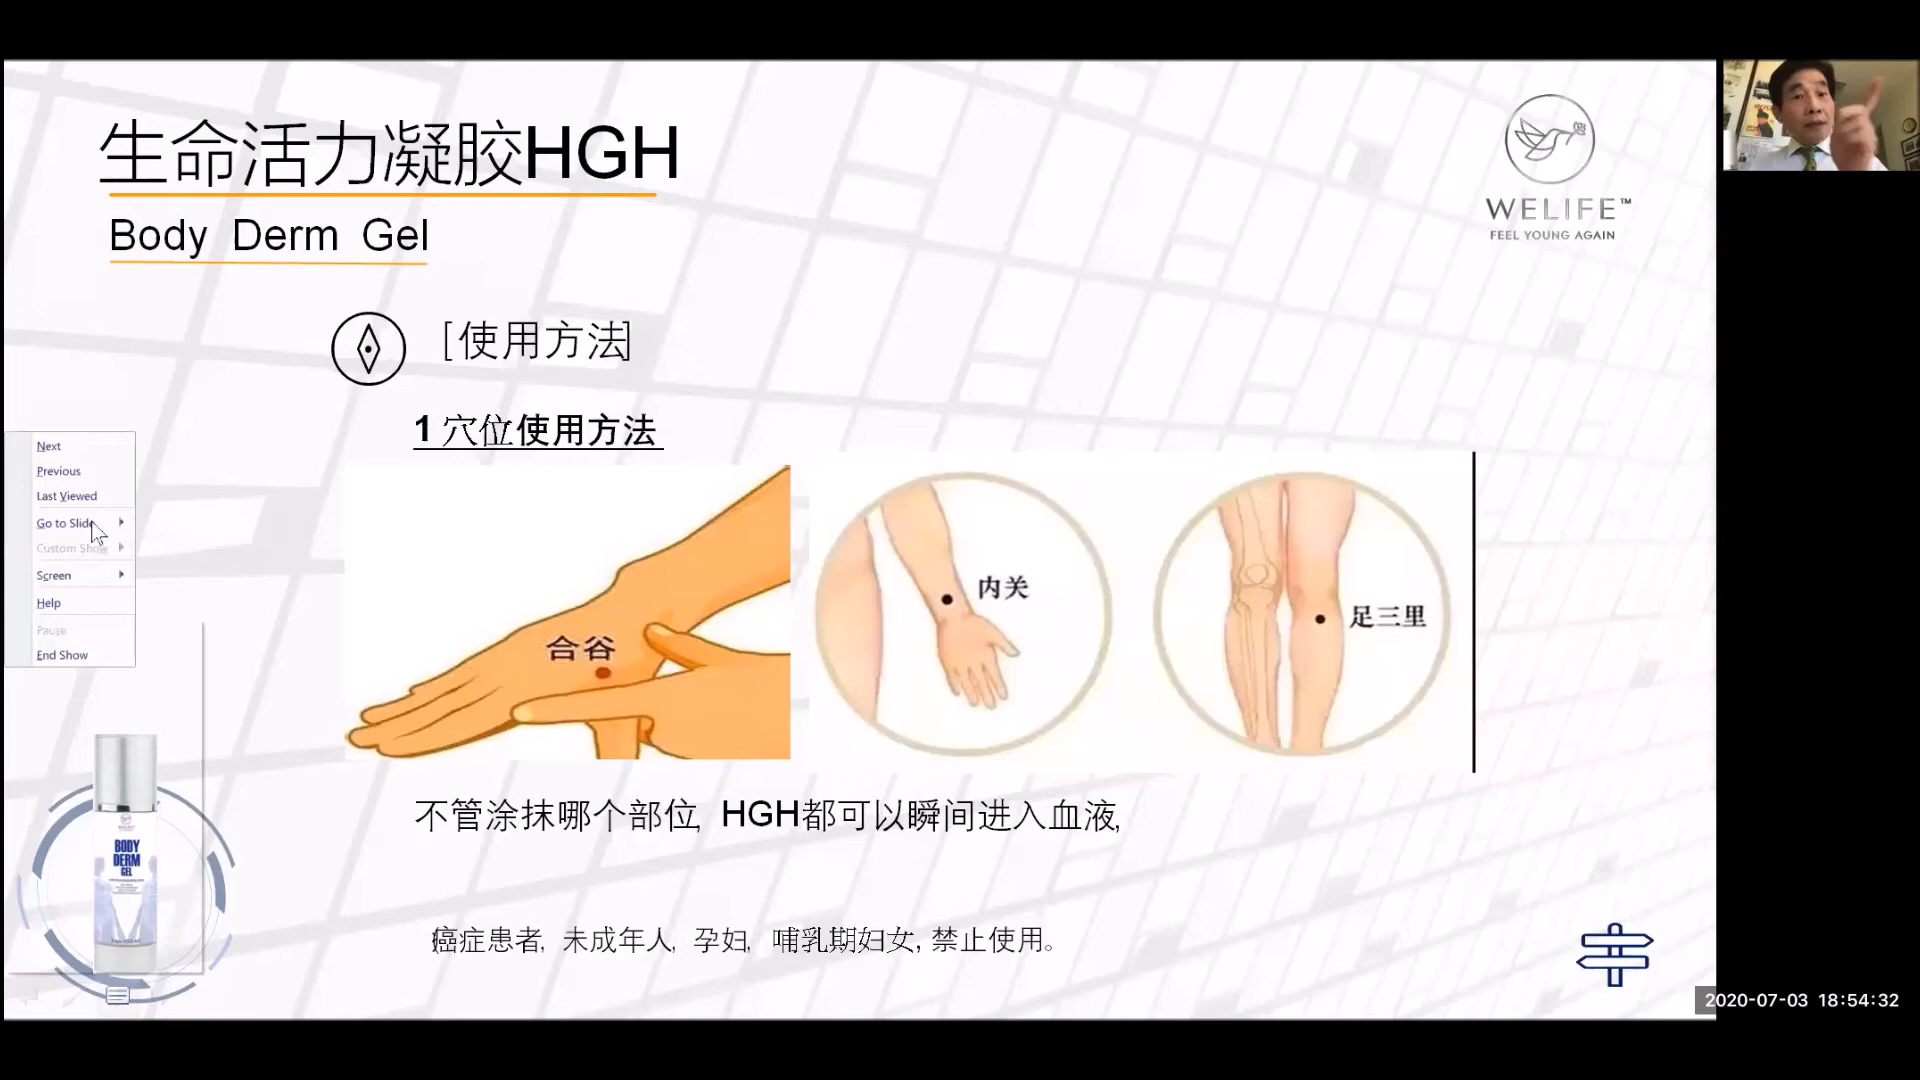 生命活力凝胶HGH
Body Derm Gel
WELIFE™
FEEL YOUNG AGAIN
[使用方法]
1 穴位使用方法
Next
Previous
Last Viewed
Go to Slide
Custom Show
Screen
Help
Pause
End Show
合谷
内关
足三里
不管涂抹哪个部位, HGH都可以瞬间进入血液,
WELIFE
BODY
DERM
GEL
癌症患者, 未成年人, 孕妇, 哺乳期妇女, 禁止使用。
2020-07-03 18:54:32